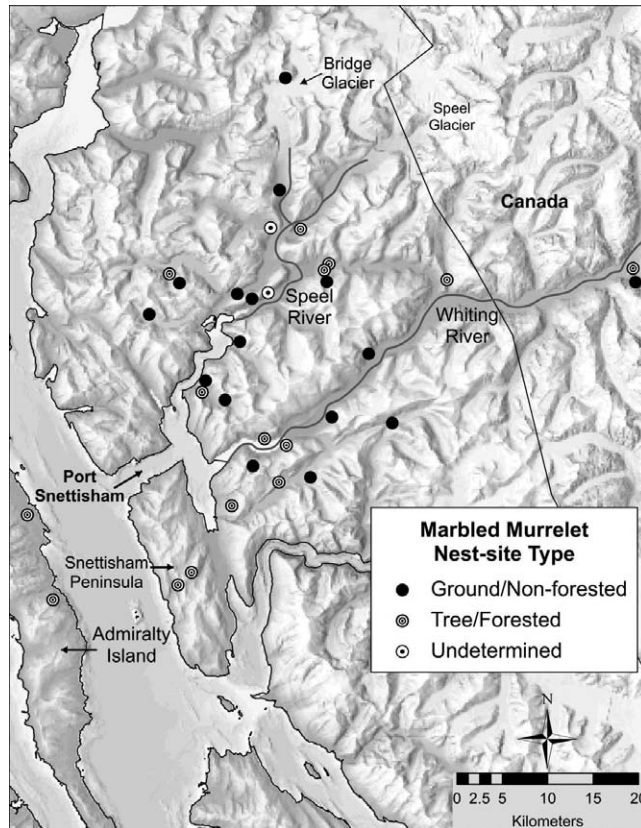 Bridge
Glacier
Speel
Glacier
Canada
Speel
River
Whiting
River
Port
Snettisham
Snettisham
Peninsula
Admiralty
Island
Marbled Murrelet
Nest-site Type
Ground/Non-forested
Tree/Forested
Undetermined
N
0 2.5 5 10 15 20
Kilometers